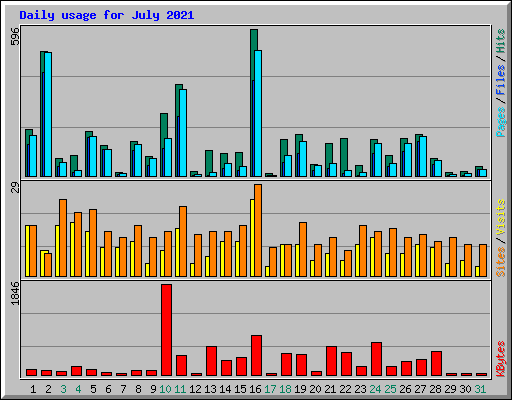 Daily usage for July 2021
596
Pages / Files / Hits
29
Sites / Visits
1846
KBytes
1 2 3 4 5 6 7 8 9 10 11 12 13 14 15 16 17 18 19 20 21 22 23 24 25 26 27 28 29 30 31